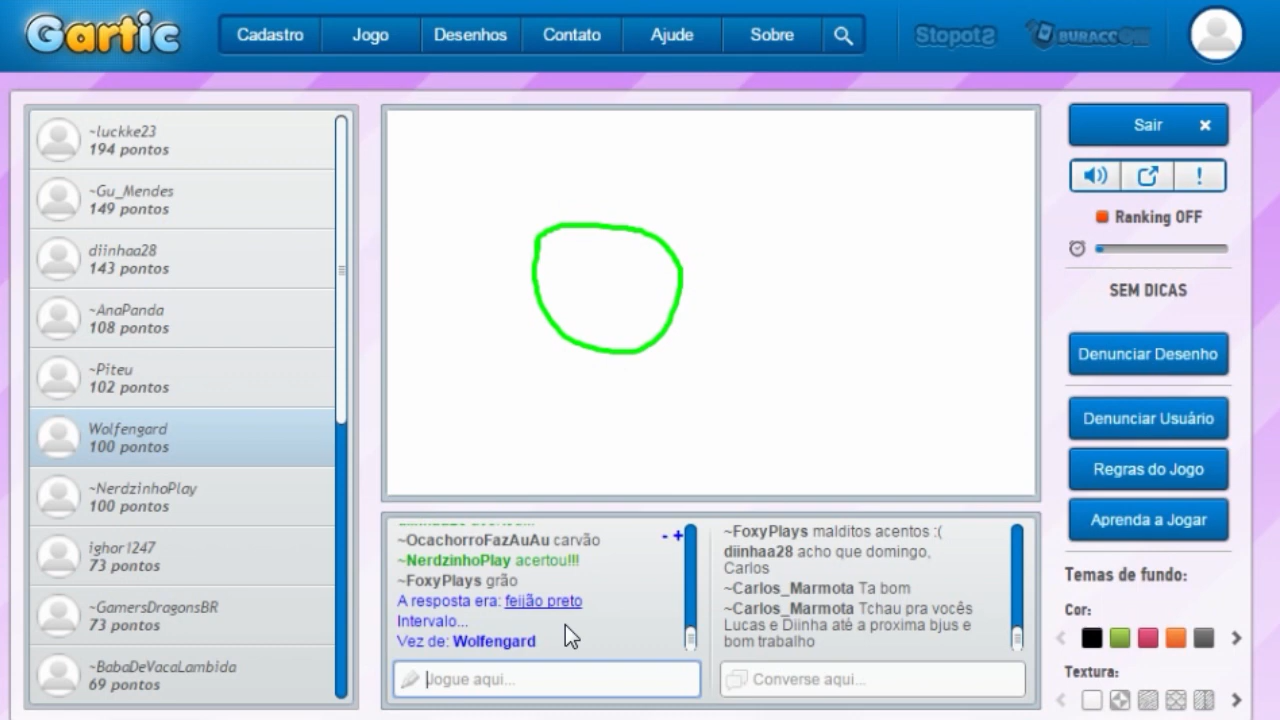 Gartic
Cadastro
Jogo
Desenhos
Contato
Ajude
Sobre
StopotS
~luckke23
194 pontos
~Gu_Mendes
149 pontos
diinhaa28
143 pontos
~AnaPanda
108 pontos
~Piteu
102 pontos
Wolfengard
100 pontos
~NerdzinhoPlay
100 pontos
ighor1247
73 pontos
~GamersDragonsBR
73 pontos
~BabaDeVacaLambida
69 pontos
~OcachorroFazAuAu carvão
- +
~NerdzinhoPlay acertou!!!
~FoxyPlays grão
A resposta era: feijão preto
Intervalo...
Vez de: Wolfengard
Jogue aqui...
~FoxyPlays malditos acentos :(
diinhaa28 acho que domingo,
Carlos
~Carlos_Marmota Ta bom
~Carlos_Marmota Tchau pra vocês
Lucas e Diinha até a proxima bjus e
bom trabalho
Converse aqui...
Sair ×
!
Ranking OFF
SEM DICAS
Denunciar Desenho
Denunciar Usuário
Regras do Jogo
Aprenda a Jogar
Temas de fundo:
Cor:
Textura: